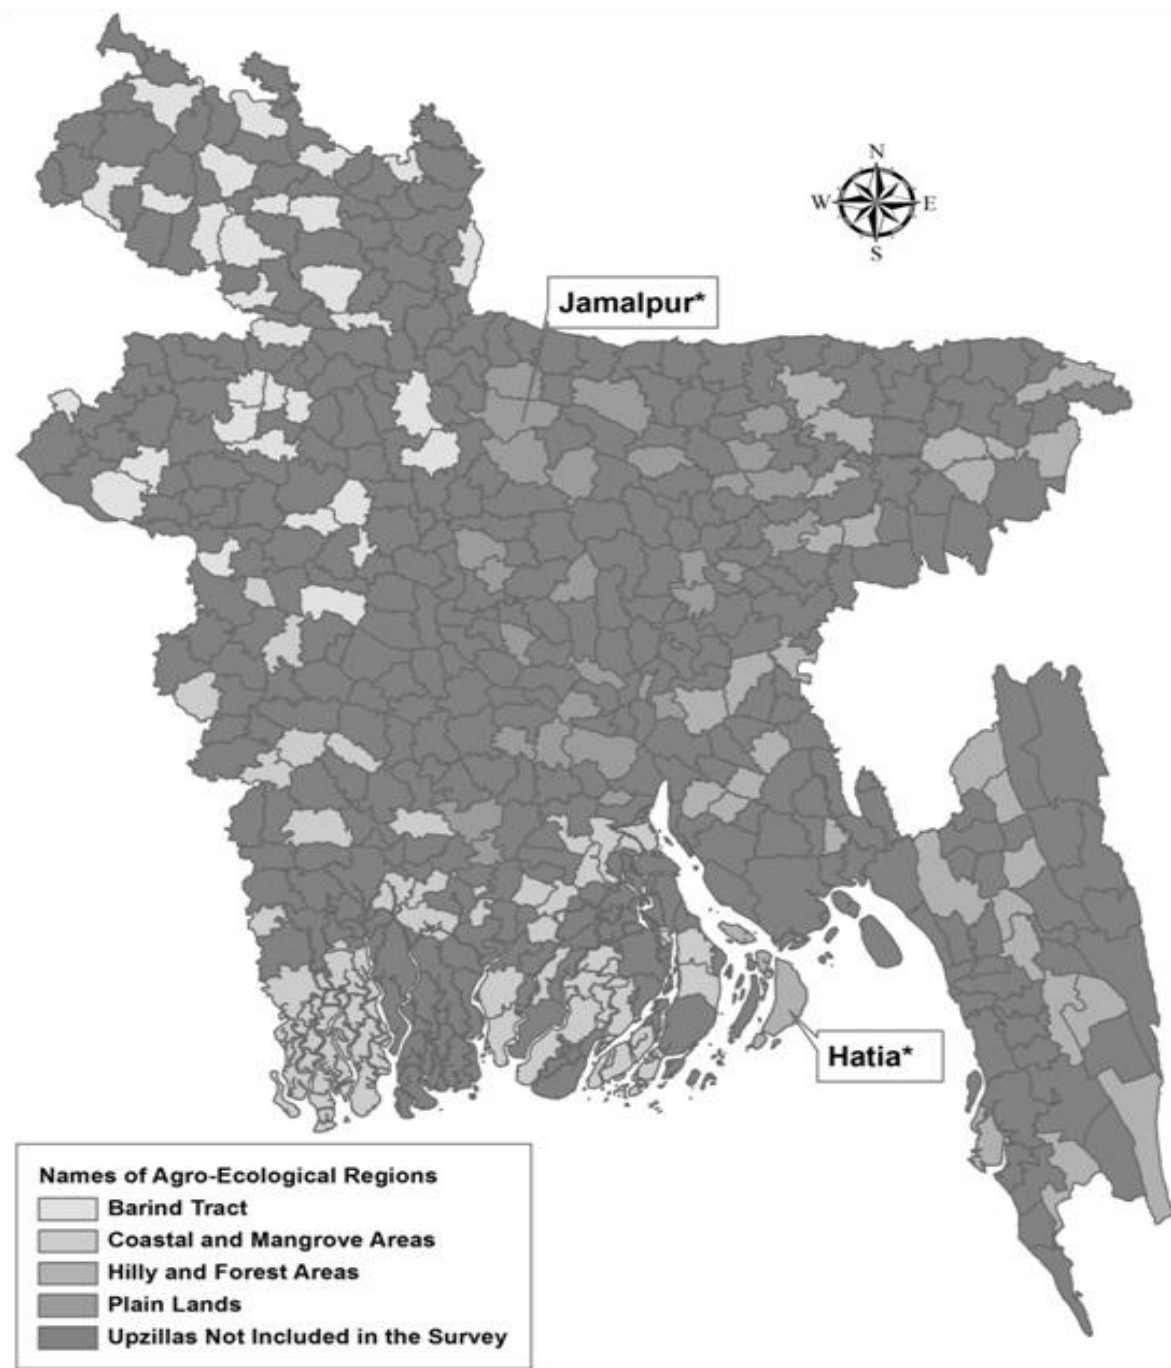 N
W E
S
Jamalpur*
Hatia*
Names of Agro-Ecological Regions
Barind Tract
Coastal and Mangrove Areas
Hilly and Forest Areas
Plain Lands
Upzillas Not Included in the Survey